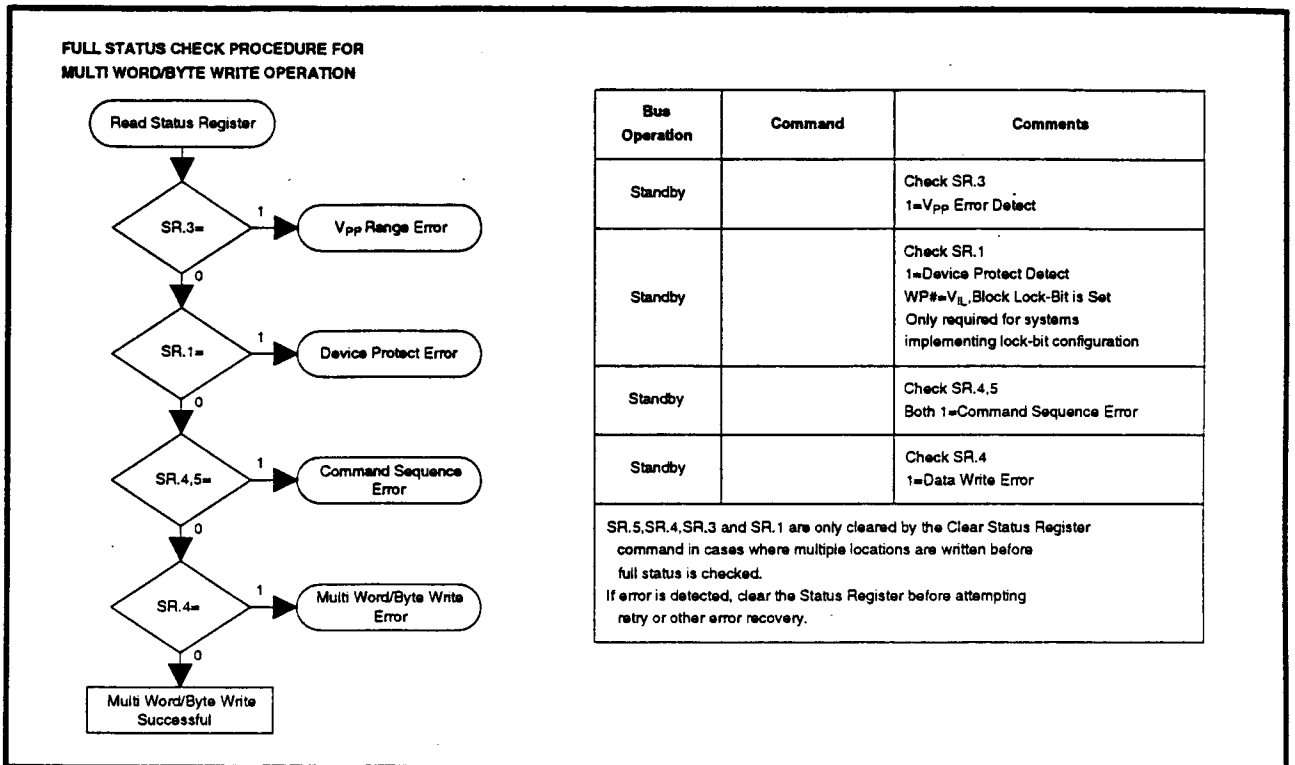 FULL STATUS CHECK PROCEDURE FOR
MULTI WORD/BYTE WRITE OPERATION
Read Status Register
SR.3=
1
VPP Range Error
0
SR.1=
1
Device Protect Error
0
SR.4,5=
1
Command Sequence
Error
0
SR.4=
1
Multi Word/Byte Write
Error
0
Multi Word/Byte Write
Successful
Bus
Operation
Command
Comments
Standby
Check SR.3
1=VPP Error Detect
Standby
Check SR.1
1=Device Protect Detect
WP#=VIL,Block Lock-Bit is Set
Only required for systems
implementing lock-bit configuration
Standby
Check SR.4,5
Both 1=Command Sequence Error
Standby
Check SR.4
1=Data Write Error
SR.5,SR.4,SR.3 and SR.1 are only cleared by the Clear Status Register
command in cases where multiple locations are written before
full status is checked.
If error is detected, clear the Status Register before attempting
retry or other error recovery.